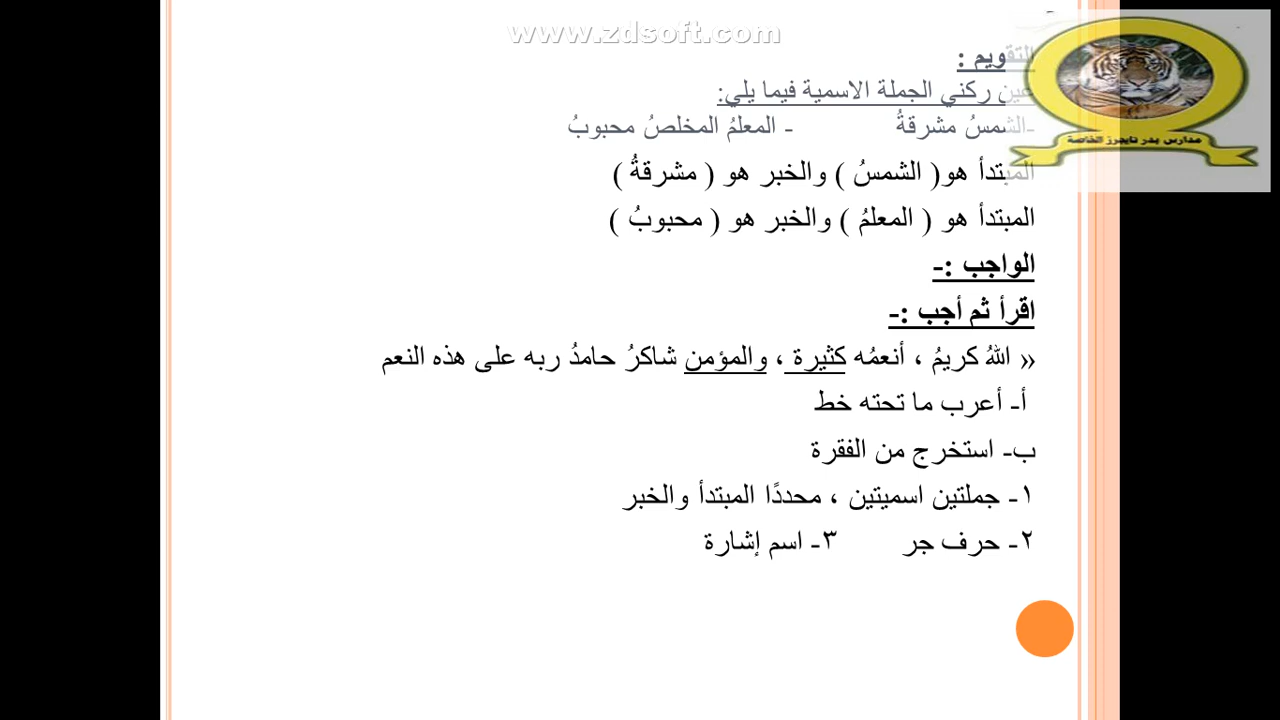 www.zdsoft.com
التقويم :
عين ركني الجملة الاسمية فيما يلي:
-الشمسُ مشرقةُ - المعلمُ المخلصُ محبوبُ
المبتدأ هو( الشمسُ ) والخبر هو ( مشرقةُ )
المبتدأ هو ( المعلمُ ) والخبر هو ( محبوبُ )
الواجب :-
اقرأ ثم أجب :-
« اللهُ كريمُ ، أنعمُه كثيرة ، والمؤمن شاكرُ حامدُ ربه على هذه النعم
أ- أعرب ما تحته خط
ب- استخرج من الفقرة
١- جملتين اسميتين ، محددًا المبتدأ والخبر
٢- حرف جر ٣- اسم إشارة
مدارس بدر تايجرز الخاصة